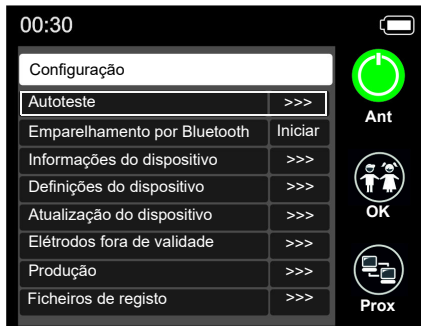 00:30
Configuração
Autoteste >>>
Emparelhamento por Bluetooth Iniciar
Informações do dispositivo >>>
Definições do dispositivo >>>
Atualização do dispositivo >>>
Elétrodos fora de validade >>>
Produção >>>
Ficheiros de registo >>>
Ant
OK
Prox